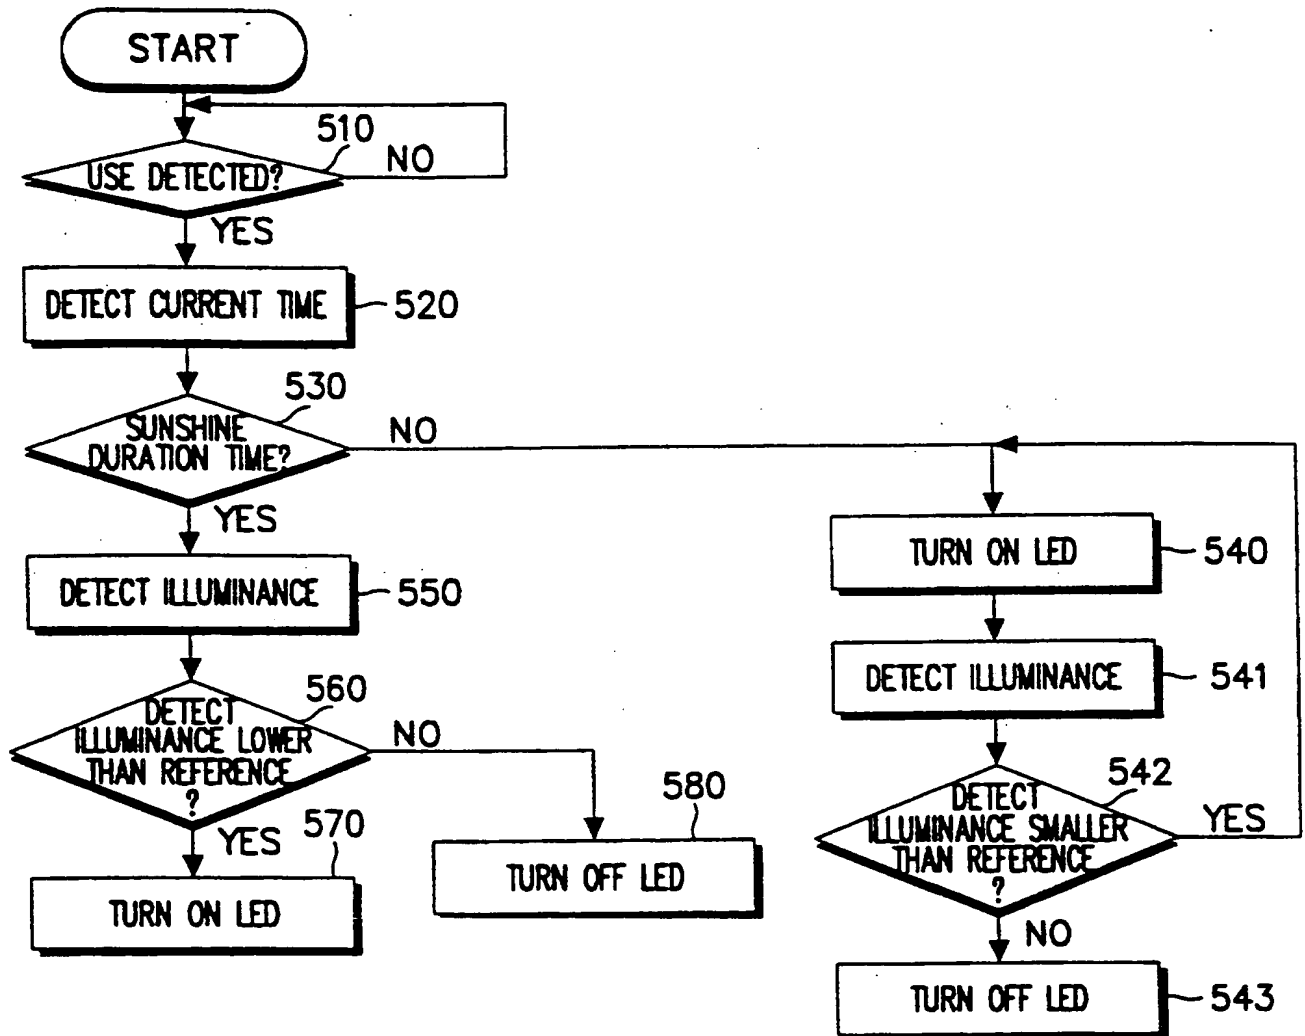 START
510
USE DETECTED?
NO
YES
DETECT CURRENT TIME
520
530
SUNSHINE
DURATION TIME?
NO
YES
DETECT ILLUMINANCE
550
560
DETECT
ILLUMINANCE LOWER
THAN REFERENCE
?
NO
YES
570
TURN ON LED
580
TURN OFF LED
TURN ON LED
540
DETECT ILLUMINANCE
541
542
DETECT
ILLUMINANCE SMALLER
THAN REFERENCE
?
YES
NO
TURN OFF LED
543